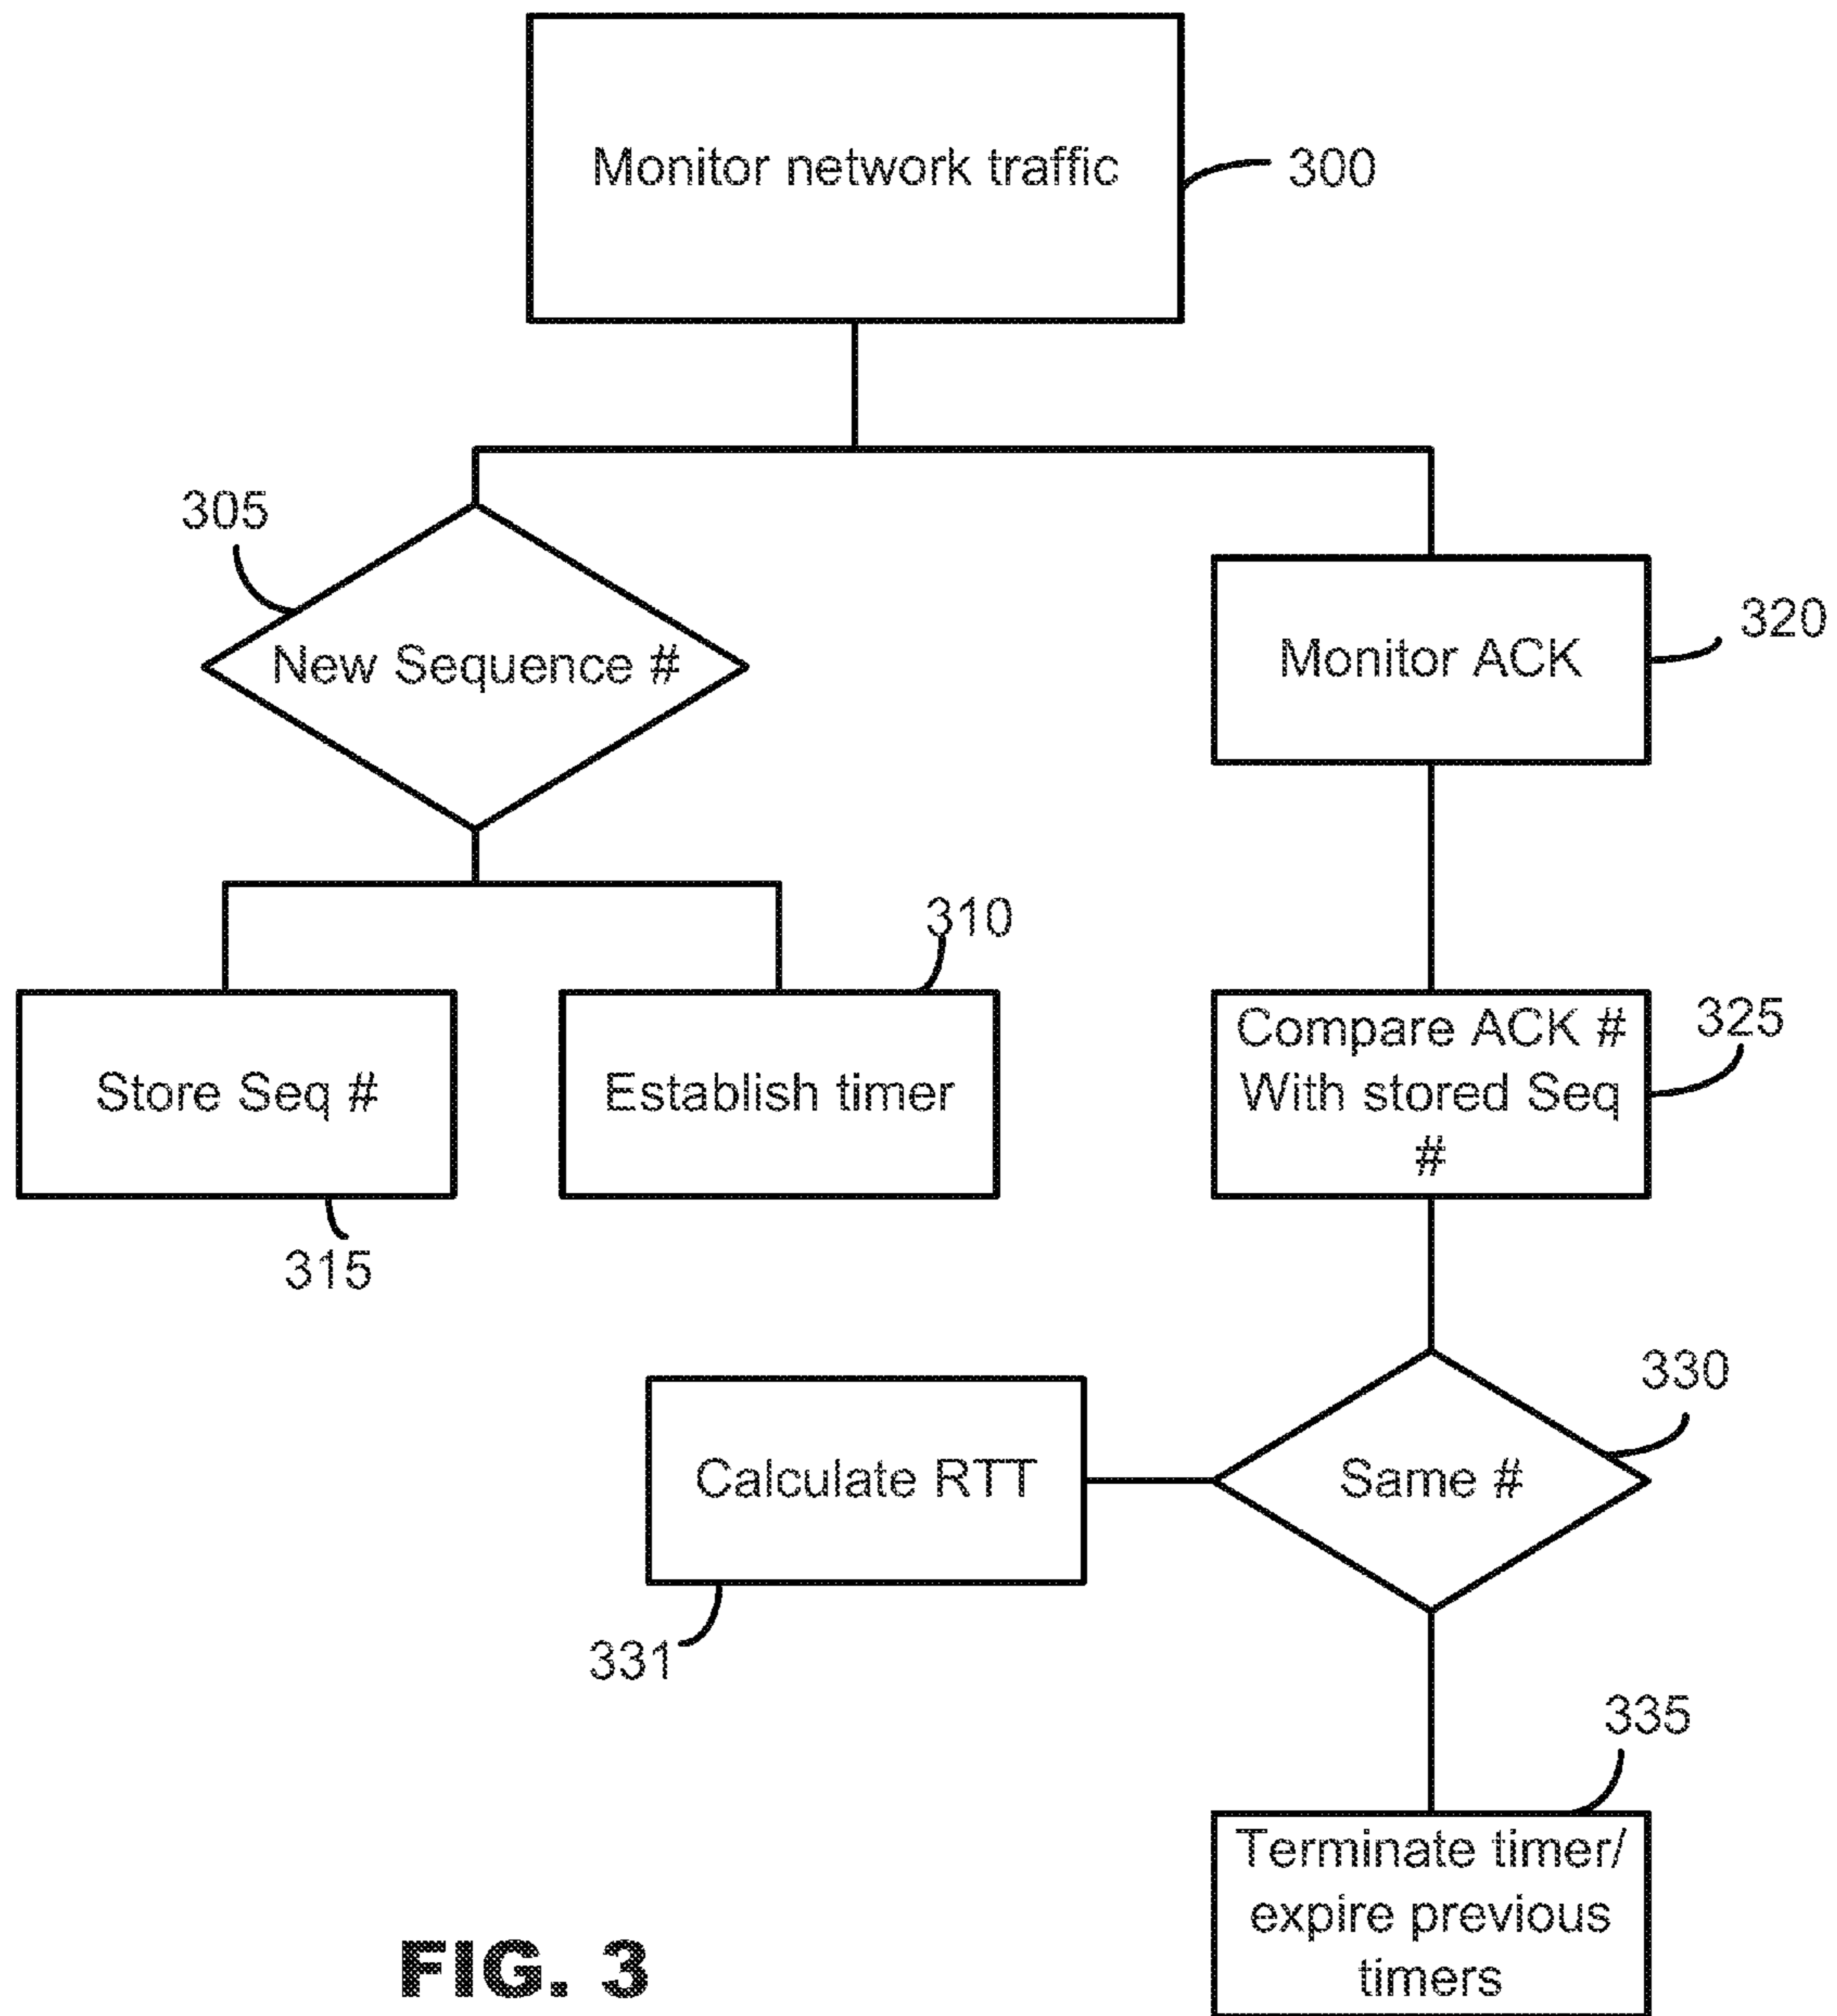 Monitor network traffic
300
305
New Sequence #
Monitor ACK
320
310
Store Seq #
Establish timer
315
Compare ACK #
With stored Seq
#
325
330
Calculate RTT
Same #
331
335
Terminate timer/
expire previous
timers
FIG. 3